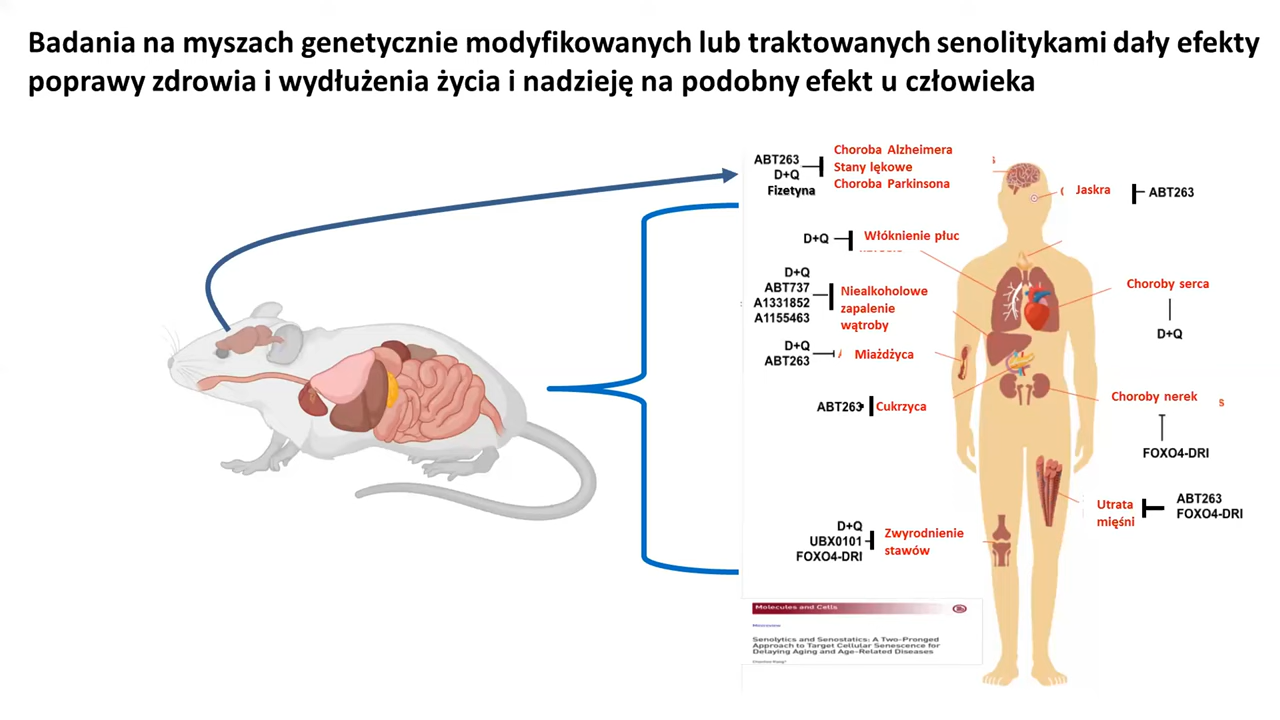 Badania na myszach genetycznie modyfikowanych lub traktowanych senolitykami dały efekty
poprawy zdrowia i wydłużenia życia i nadzieję na podobny efekt u człowieka
ABT263
D+Q
Fizetyna
Choroba Alzheimera
Stany lękowe
Choroba Parkinsona
s
Jaskra
ABT263
D+Q
Włóknienie płuc
D+Q
ABT737
A1331852
A1155463
Niealkoholowe
zapalenie
wątroby
Choroby serca
D+Q
D+Q
ABT263
Miażdżyca
ABT263
Cukrzyca
Choroby nerek
s
FOXO4-DRI
Utrata
mięśni
ABT263
FOXO4-DRI
D+Q
UBX0101
FOXO4-DRI
Zwyrodnienie
stawów
Molecules and Cells
Minireview
Senolytics and Senostatics: A Two-Pronged
Approach to Target Cellular Senescence for
Delaying Aging and Age-Related Diseases